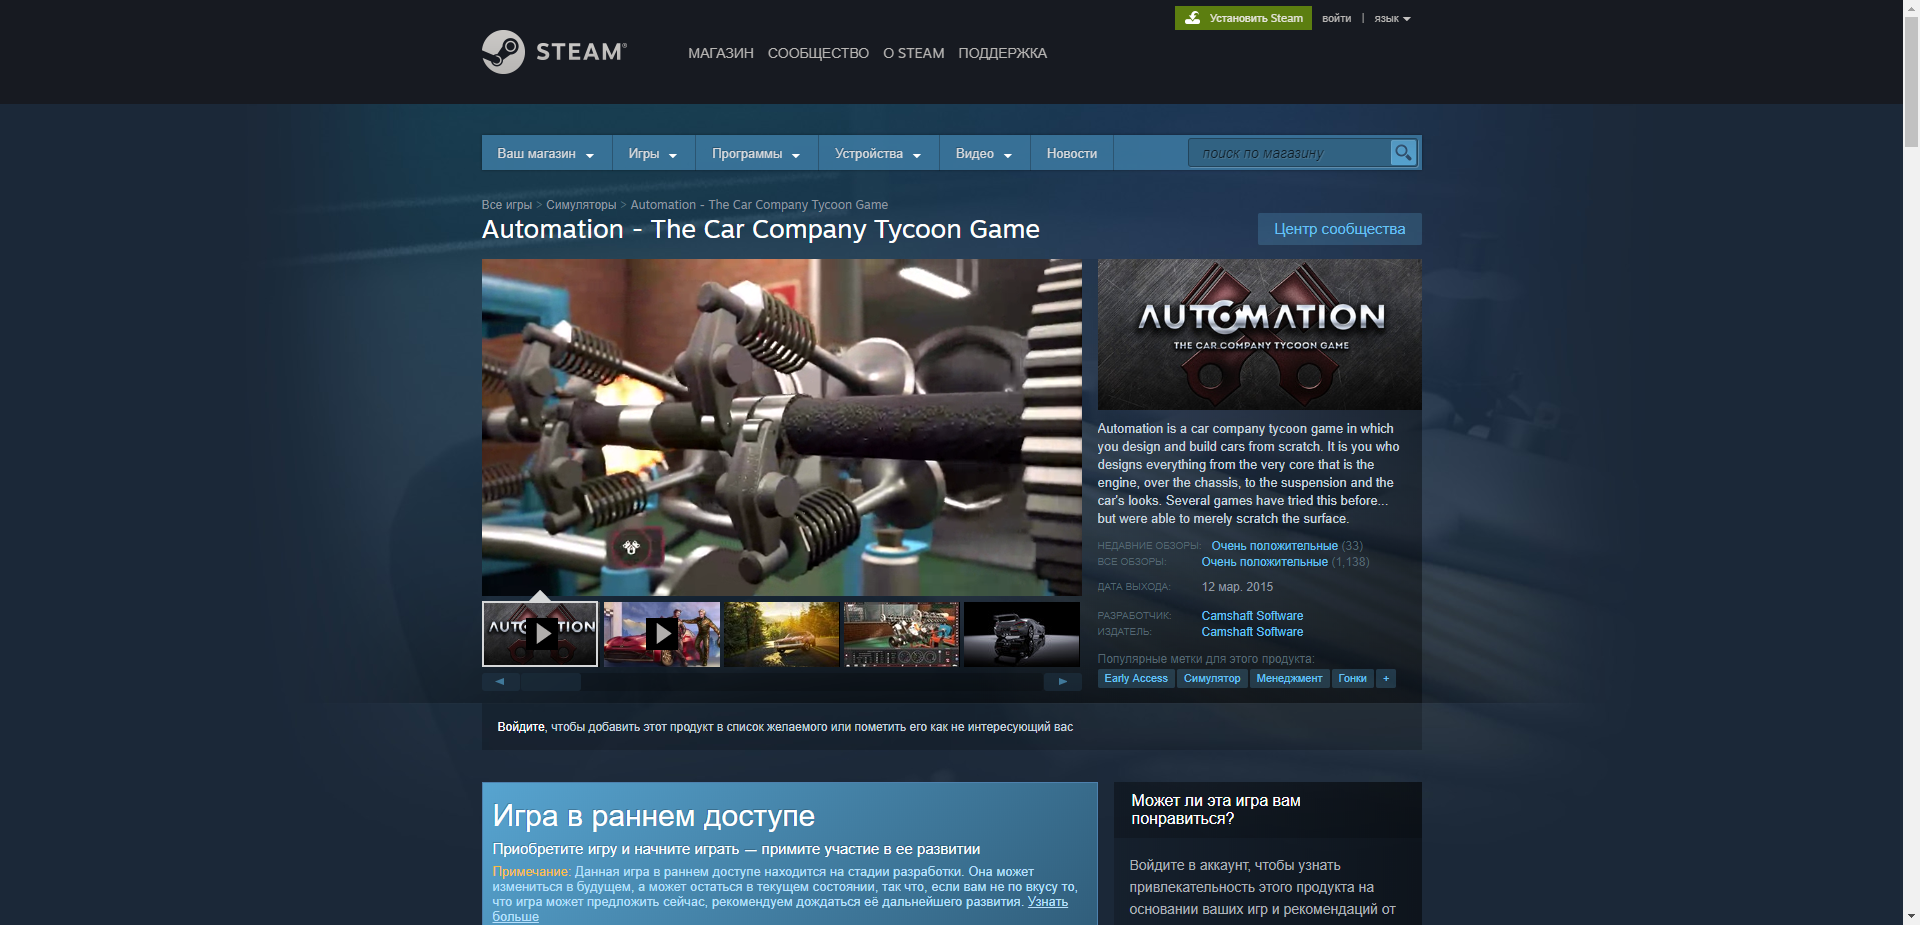 Установить Steam войти | язык
STEAM®
МАГАЗИН СООБЩЕСТВО О STEAM ПОДДЕРЖКА
Ваш магазин Игры Программы Устройства Видео Новости поиск по магазину
Все игры > Симуляторы > Automation - The Car Company Tycoon Game
Automation - The Car Company Tycoon Game
Центр сообщества
AUTOMATION
THE CAR COMPANY TYCOON GAME
Automation is a car company tycoon game in which
you design and build cars from scratch. It is you who
designs everything from the very core that is the
engine, over the chassis, to the suspension and the
car's looks. Several games have tried this before...
but were able to merely scratch the surface.
НЕДАВНИЕ ОБЗОРЫ: Очень положительные (33)
ВСЕ ОБЗОРЫ: Очень положительные (1,138)
ДАТА ВЫХОДА: 12 мар. 2015
РАЗРАБОТЧИК: Camshaft Software
ИЗДАТЕЛЬ: Camshaft Software
Популярные метки для этого продукта:
Early Access Симулятор Менеджмент Гонки +
Войдите, чтобы добавить этот продукт в список желаемого или пометить его как не интересующий вас
Игра в раннем доступе
Приобретите игру и начните играть — примите участие в ее развитии
Примечание: Данная игра в раннем доступе находится на стадии разработки. Она может
измениться в будущем, а может остаться в текущем состоянии, так что, если вам не по вкусу то,
что игра может предложить сейчас, рекомендуем дождаться её дальнейшего развития. Узнать
больше
Может ли эта игра вам
понравиться?
Войдите в аккаунт, чтобы узнать
привлекательность этого продукта на
основании ваших игр и рекомендаций от